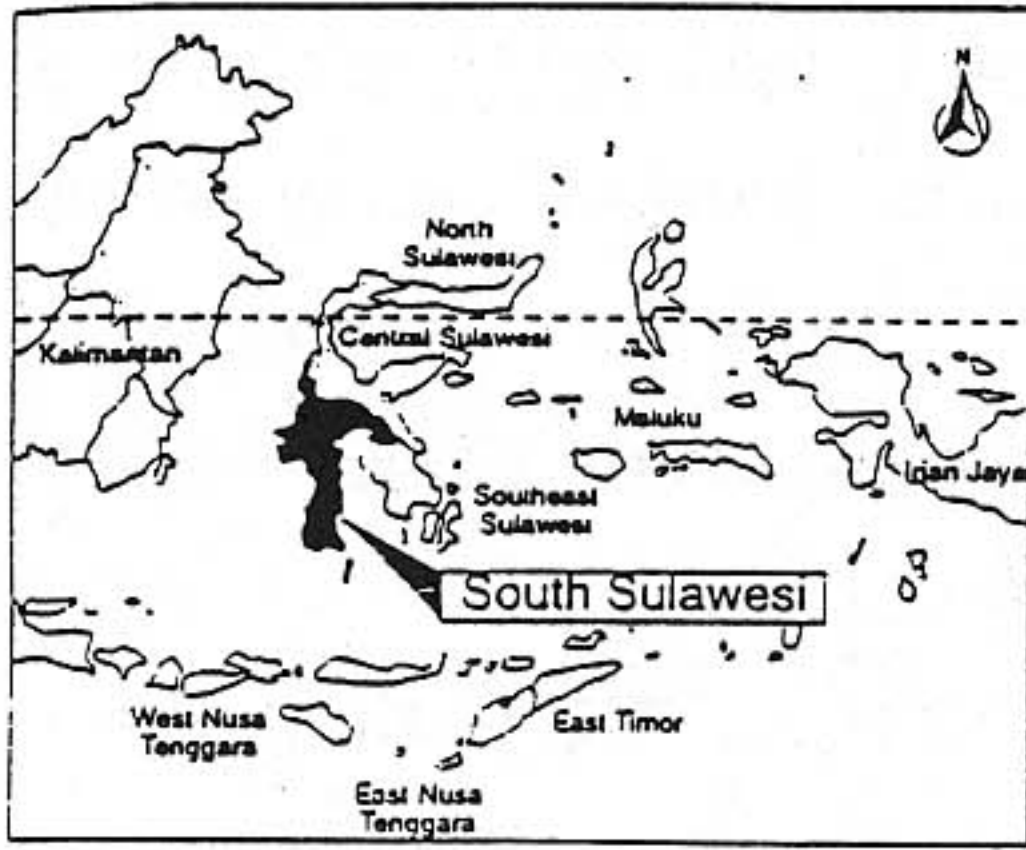 N
North
Sulawesi
Central Sulawesi
Kalimantan
Maluku
Irian Jaya
Southeast
Sulawesi
South Sulawesi
West Nusa
Tenggara
East Timor
East Nusa
Tenggara